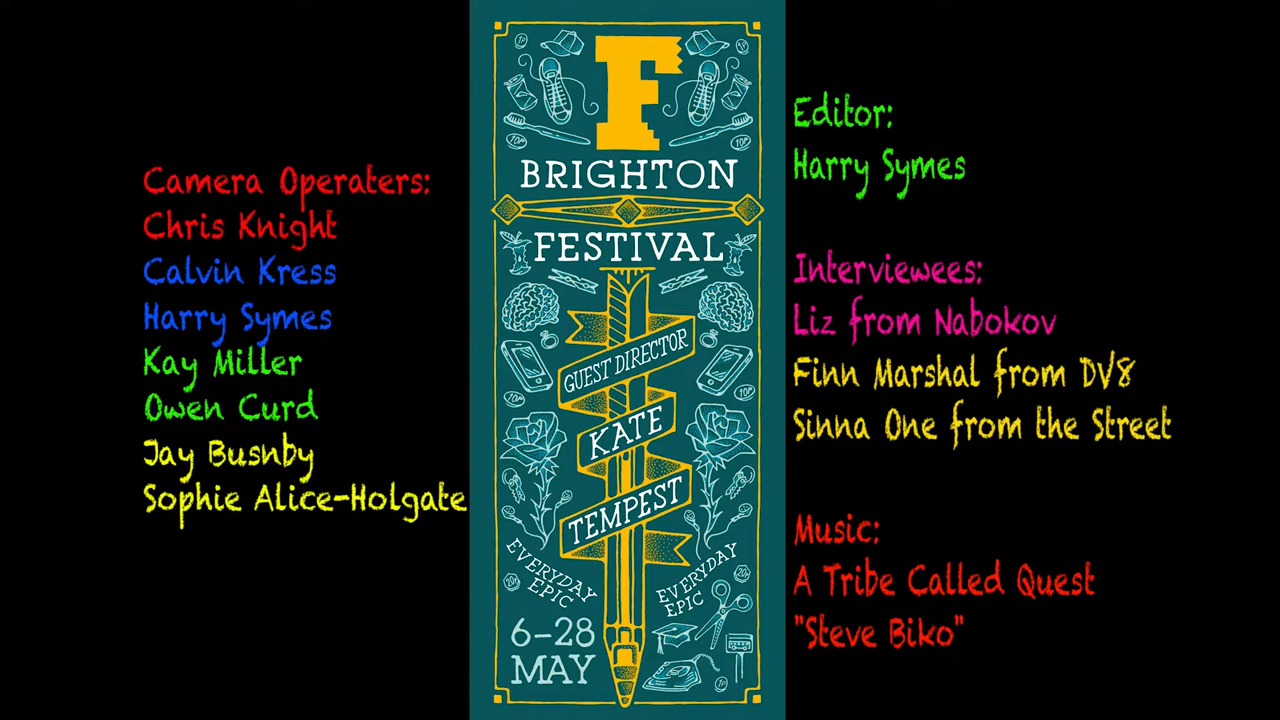 Camera Operaters:
Chris Knight
Calvin Kress
Harry Symes
Kay Miller
Owen Curd
Jay Busnby
Sophie Alice-Holgate
F
BRIGHTON
FESTIVAL
GUEST DIRECTOR
KATE
TEMPEST
EVERYDAY
EPIC
EVERYDAY
EPIC
6-28
MAY
Editor:
Harry Symes
Interviewees:
Liz from Nabokov
Finn Marshal from DV8
Sinna One from the Street
Music:
A Tribe Called Quest
"Steve Biko"